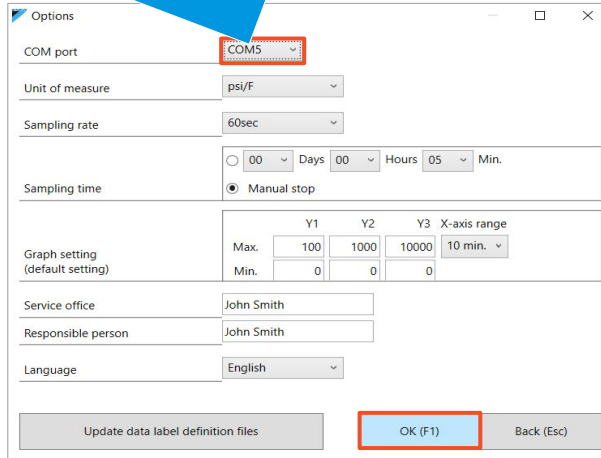 Options
COM port COM5
Unit of measure psi/F
Sampling rate 60sec
00 Days 00 Hours 05 Min.
Sampling time Manual stop
Y1 Y2 Y3 X-axis range
Max. 100 1000 10000 10 min.
Graph setting
(default setting)
Min. 0 0 0
Service office John Smith
Responsible person John Smith
Language English
Update data label definition files OK (F1) Back (Esc)